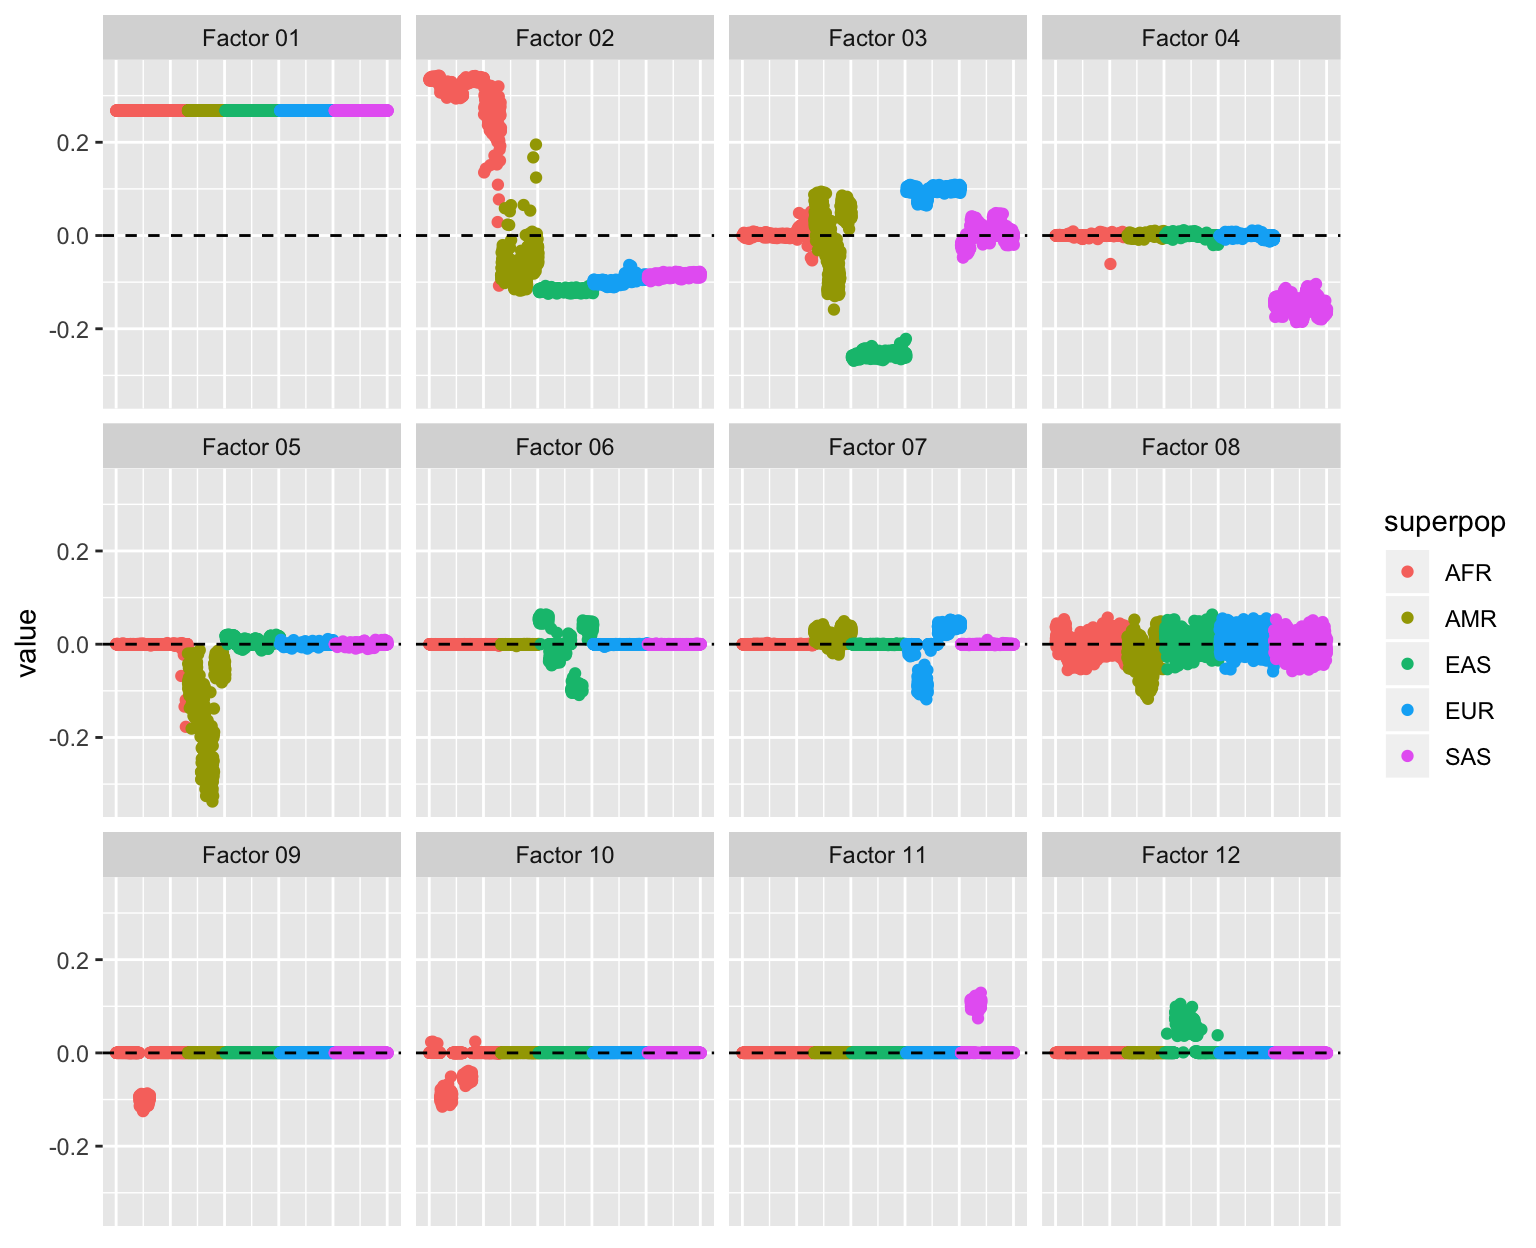 Factor 01
Factor 02
Factor 03
Factor 04
0.2
0.0
-0.2
Factor 05
Factor 06
Factor 07
Factor 08
0.2
0.0
-0.2
Factor 09
Factor 10
Factor 11
Factor 12
0.2
0.0
-0.2
value
superpop
AFR
AMR
EAS
EUR
SAS